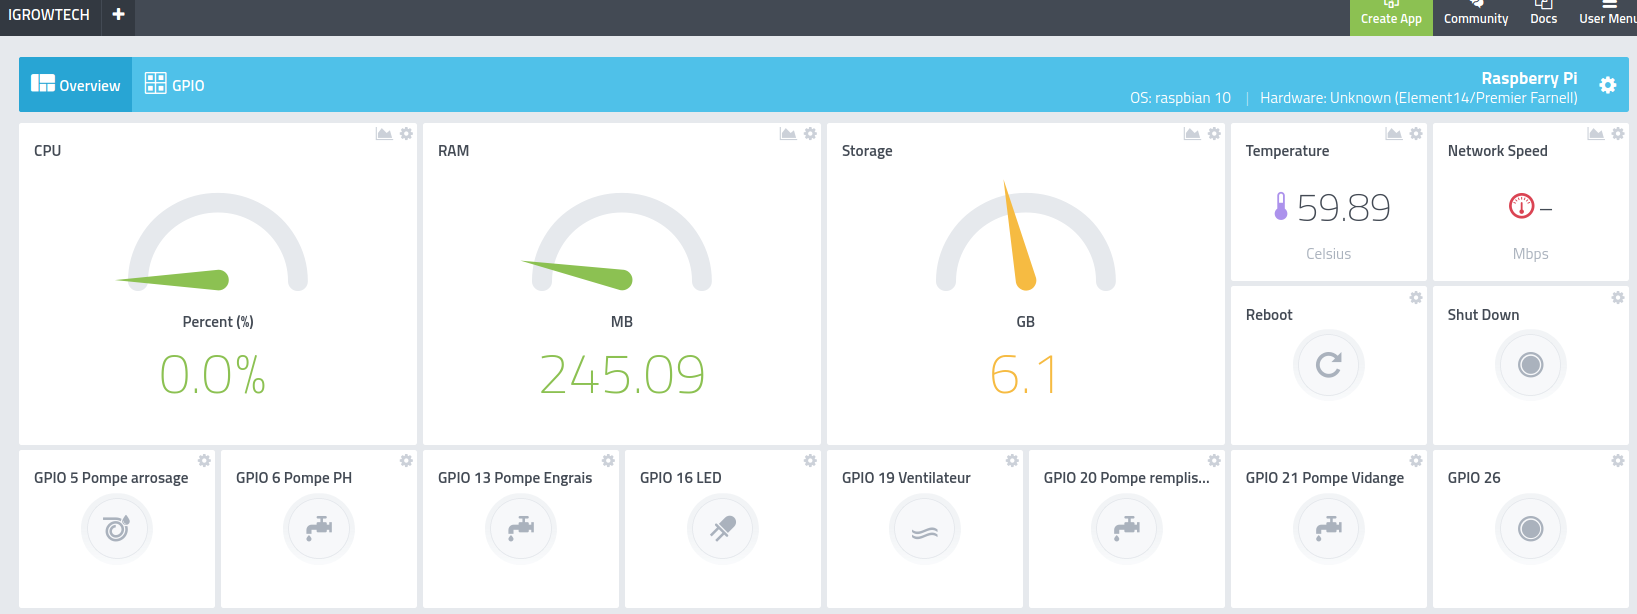 IGROWTECH
Create App
Community
Docs
User Menu
Overview
GPIO
Raspberry Pi
OS: raspbian 10 | Hardware: Unknown (Element14/Premier Farnell)
CPU
RAM
Storage
Temperature
Network Speed
59.89
–
Celsius
Mbps
Percent (%)
MB
GB
0.0%
245.09
6.1
Reboot
Shut Down
GPIO 5 Pompe arrosage
GPIO 6 Pompe PH
GPIO 13 Pompe Engrais
GPIO 16 LED
GPIO 19 Ventilateur
GPIO 20 Pompe remplis...
GPIO 21 Pompe Vidange
GPIO 26